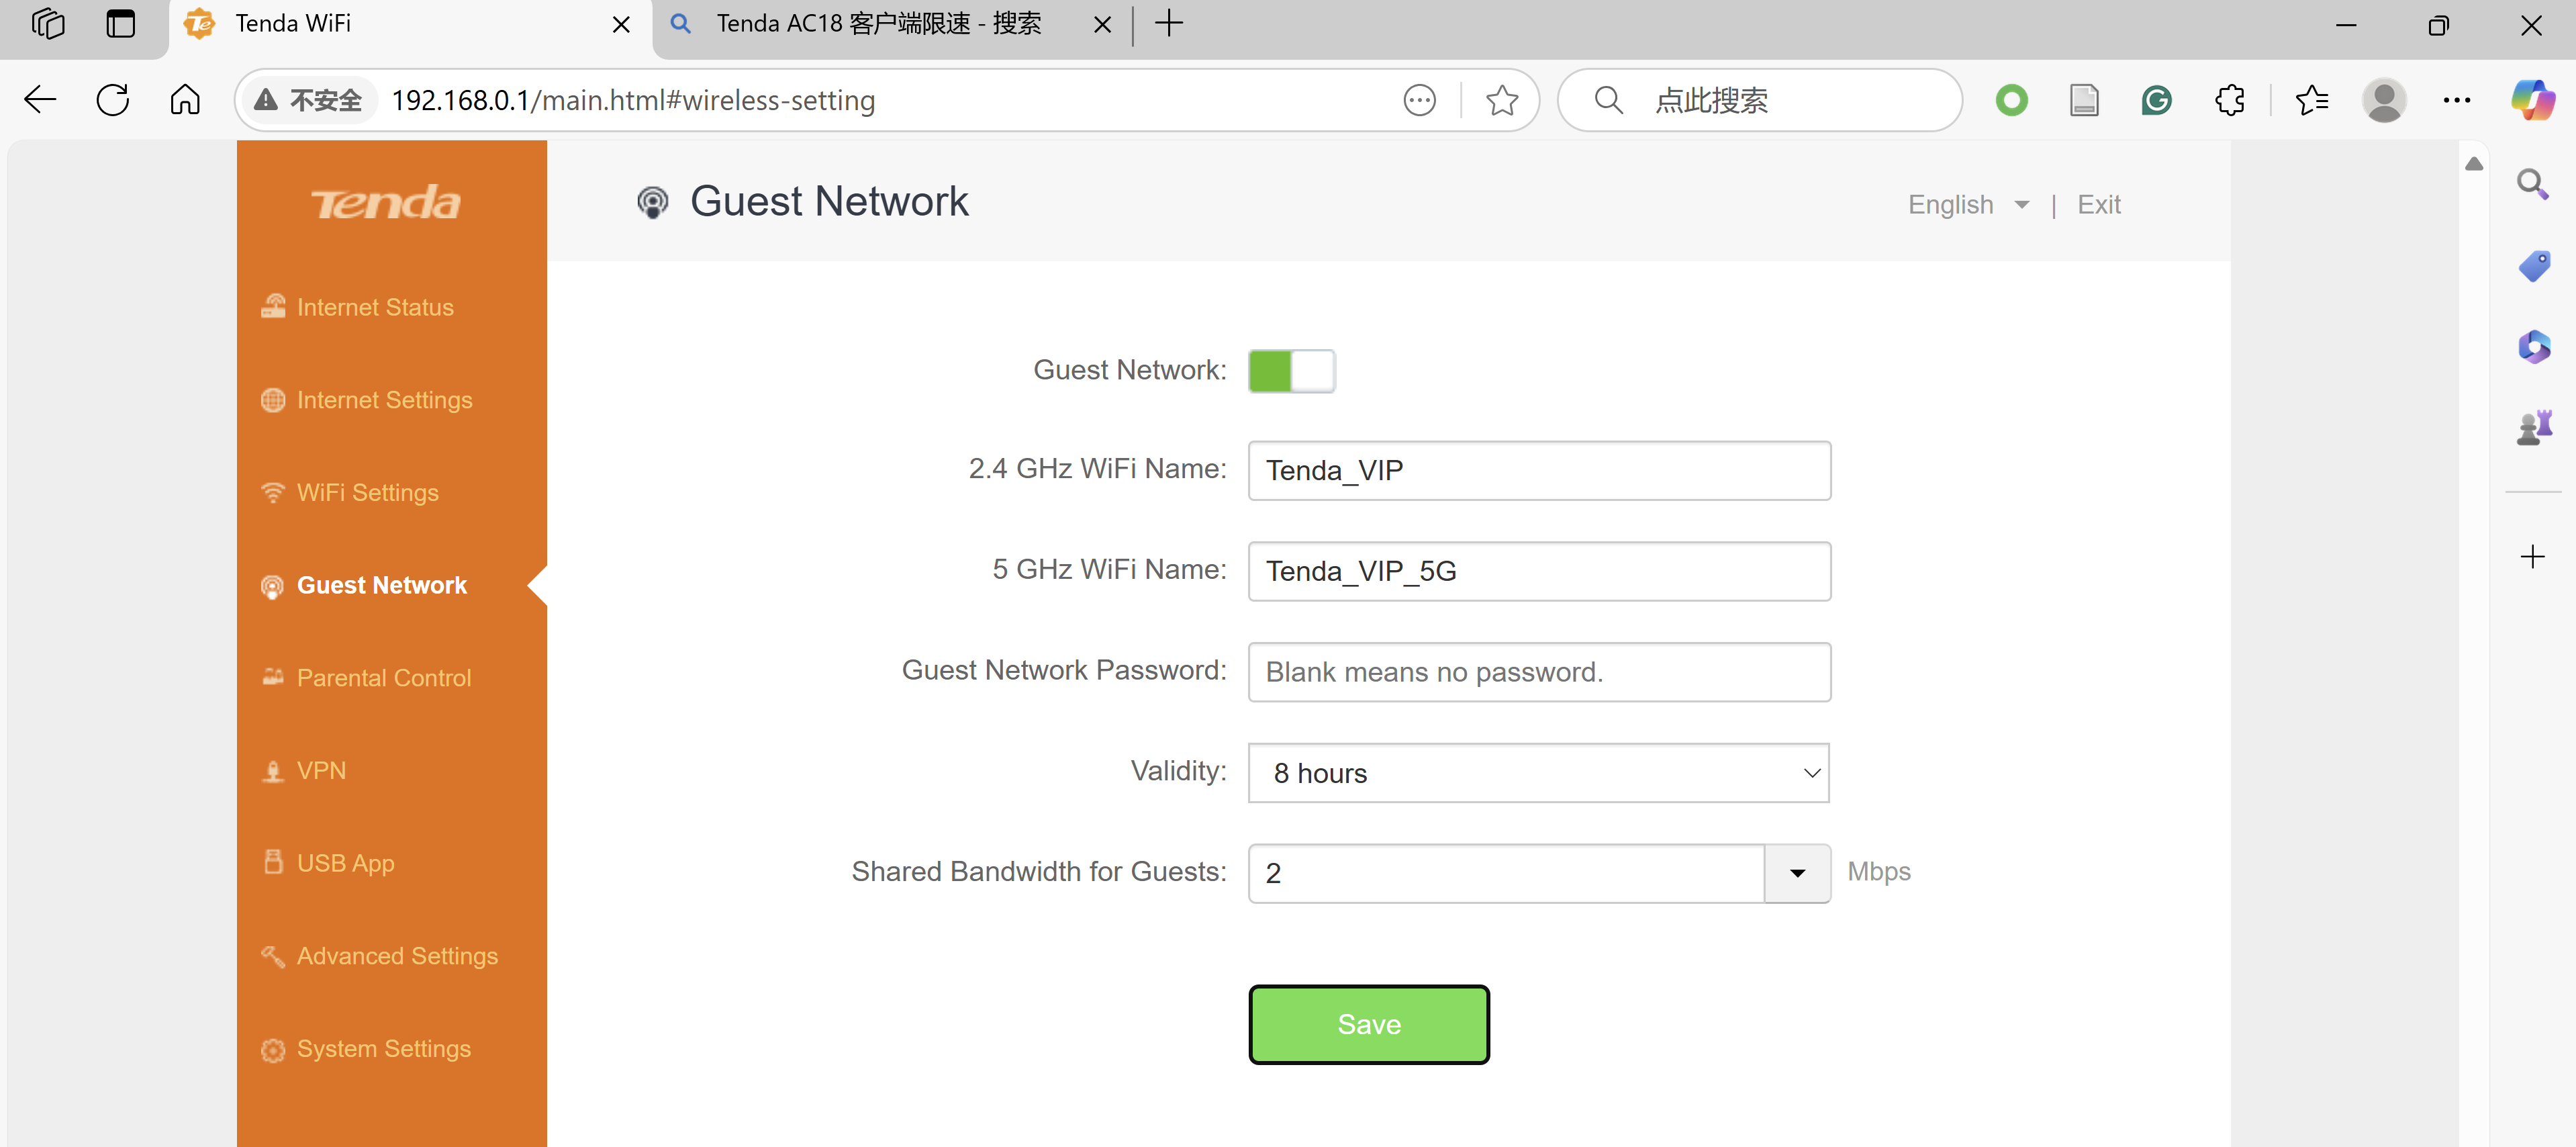 Tenda WiFi
Tenda AC18 客户端限速 - 搜索
不安全 192.168.0.1/main.html#wireless-setting
点此搜索
Tenda
Guest Network
English | Exit
Internet Status
Internet Settings
WiFi Settings
Guest Network
Parental Control
VPN
USB App
Advanced Settings
System Settings
Guest Network:
2.4 GHz WiFi Name: Tenda_VIP
5 GHz WiFi Name: Tenda_VIP_5G
Guest Network Password: Blank means no password.
Validity: 8 hours
Shared Bandwidth for Guests: 2 Mbps
Save